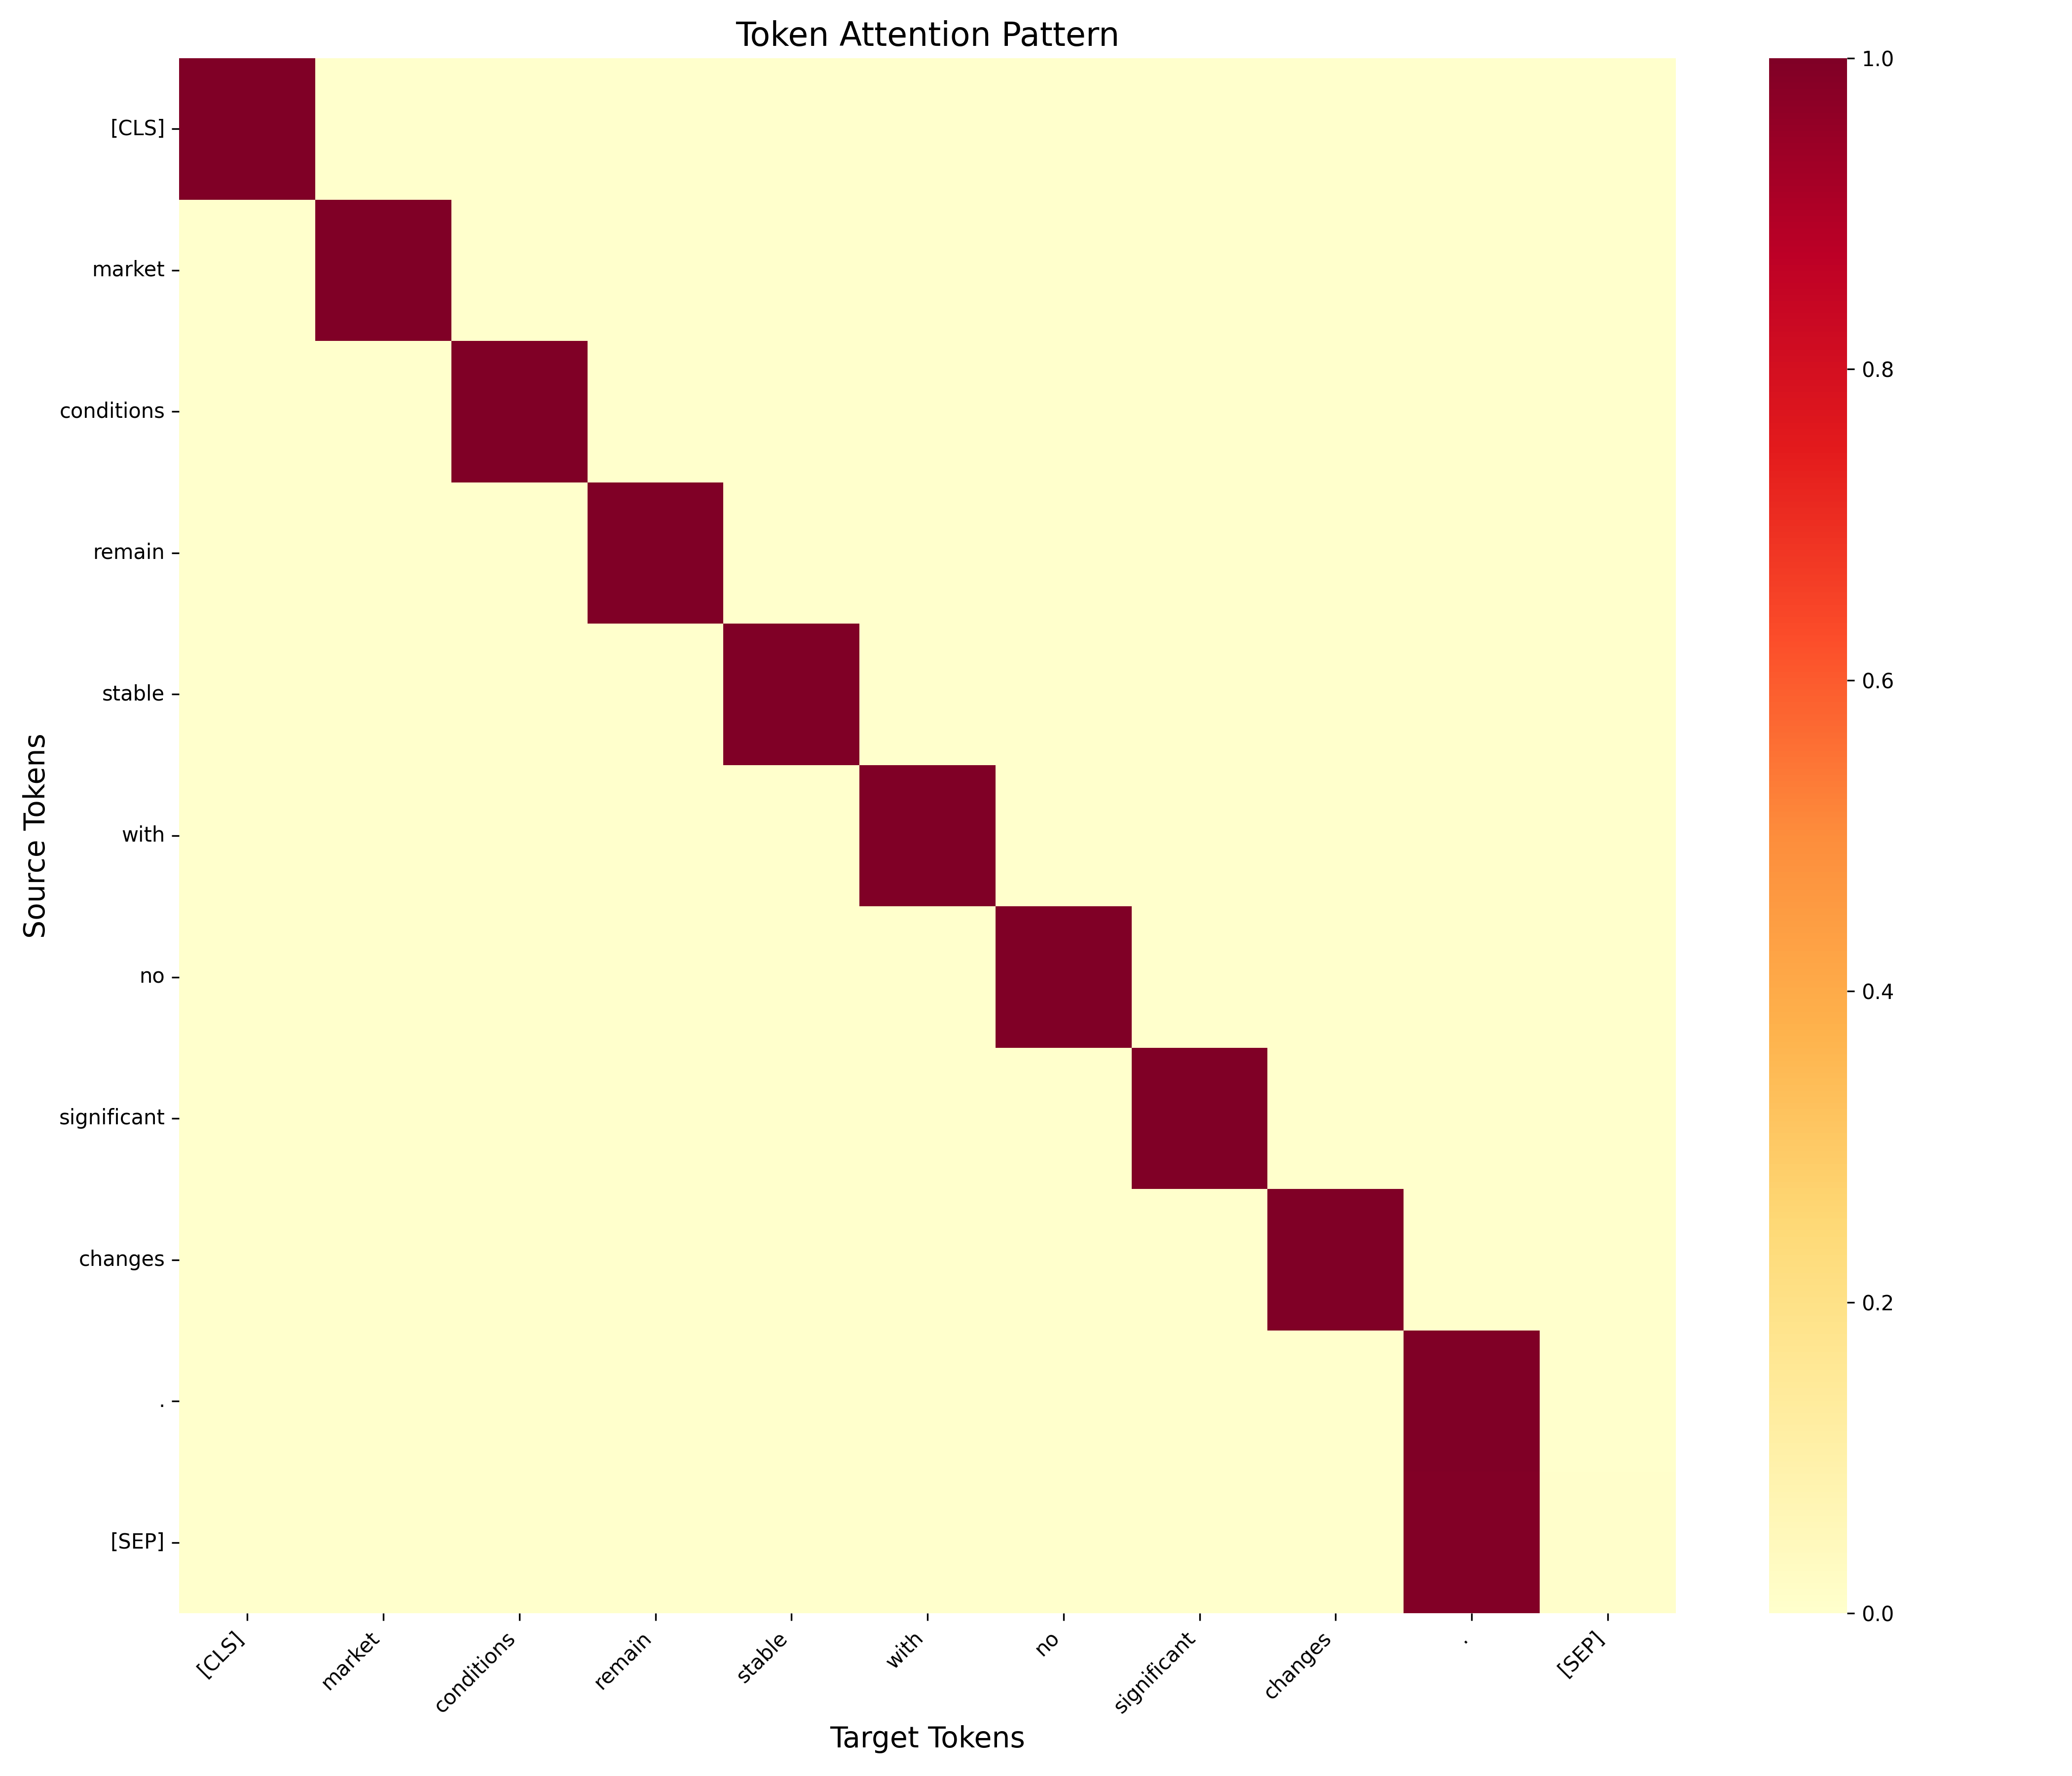 Token Attention Pattern
Source Tokens
[CLS]
market
conditions
remain
stable
with
no
significant
changes
.
[SEP]
[CLS]
market
conditions
remain
stable
with
no
significant
changes
.
[SEP]
Target Tokens
1.0
0.8
0.6
0.4
0.2
0.0